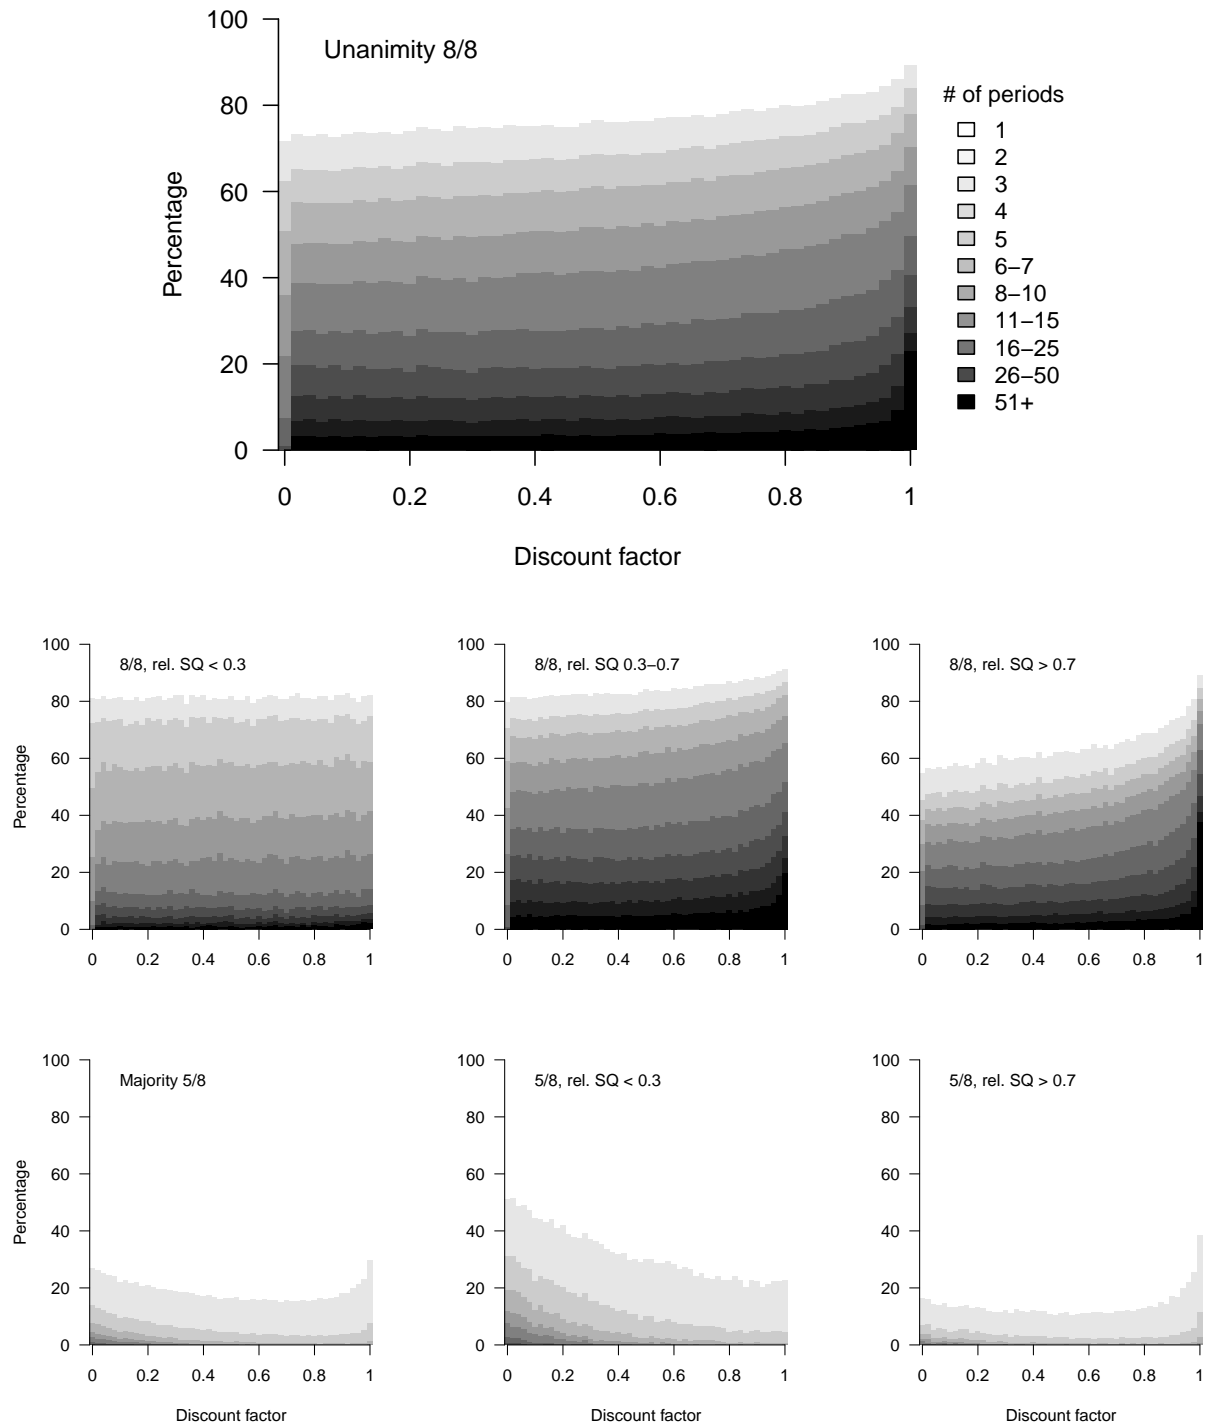 Unanimity 8/8
100
80
60
40
20
0
Percentage
0 0.2 0.4 0.6 0.8 1
Discount factor
# of periods
1
2
3
4
5
6−7
8−10
11−15
16−25
26−50
51+
8/8, rel. SQ < 0.3
100
80
60
40
20
0
Percentage
0 0.2 0.4 0.6 0.8 1
8/8, rel. SQ 0.3−0.7
100
80
60
40
20
0
0 0.2 0.4 0.6 0.8 1
8/8, rel. SQ > 0.7
100
80
60
40
20
0
0 0.2 0.4 0.6 0.8 1
Majority 5/8
100
80
60
40
20
0
Percentage
0 0.2 0.4 0.6 0.8 1
Discount factor
5/8, rel. SQ < 0.3
100
80
60
40
20
0
0 0.2 0.4 0.6 0.8 1
Discount factor
5/8, rel. SQ > 0.7
100
80
60
40
20
0
0 0.2 0.4 0.6 0.8 1
Discount factor